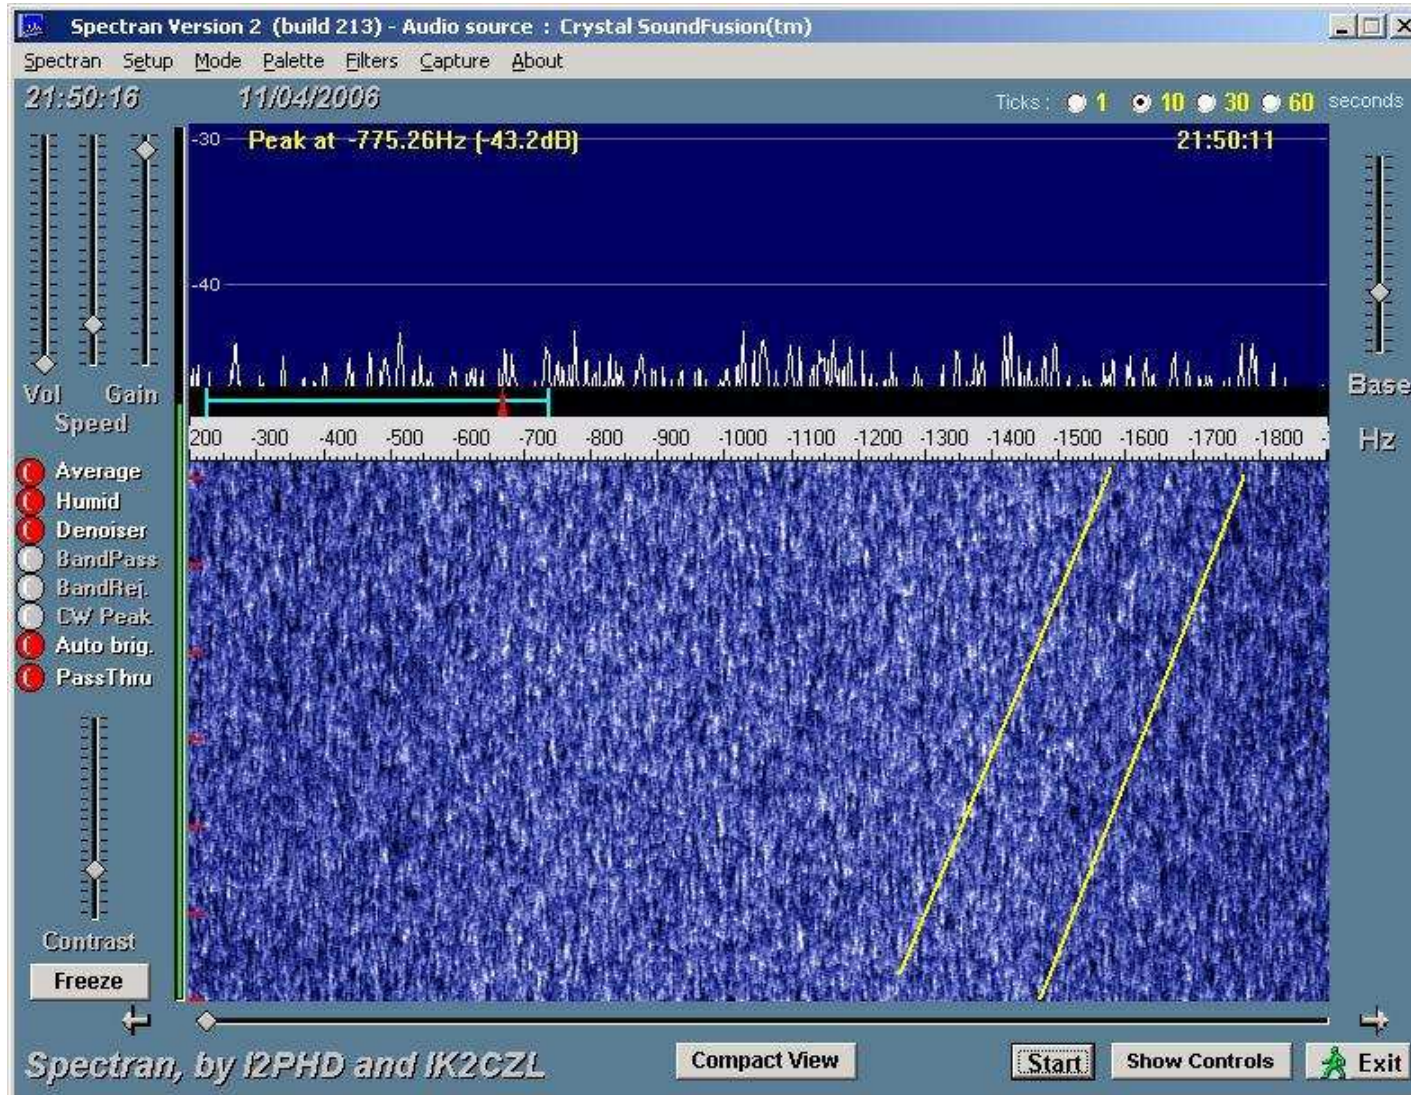 Spectran Version 2 (build 213) - Audio source : Crystal SoundFusion(tm)
Spectran Setup Mode Palette Filters Capture About
21:50:16 11/04/2006 Ticks : 1 10 30 60 seconds
-30 Peak at -775.26Hz (-43.2dB) 21:50:11
-40
Vol Gain
Speed
Base
200 -300 -400 -500 -600 -700 -800 -900 -1000 -1100 -1200 -1300 -1400 -1500 -1600 -1700 -1800
Hz
Average
Humid
Denoiser
BandPass
BandRej.
CW Peak
Auto brig.
PassThru
Contrast
Freeze
Spectran, by I2PHD and IK2CZL
Compact View Start Show Controls Exit